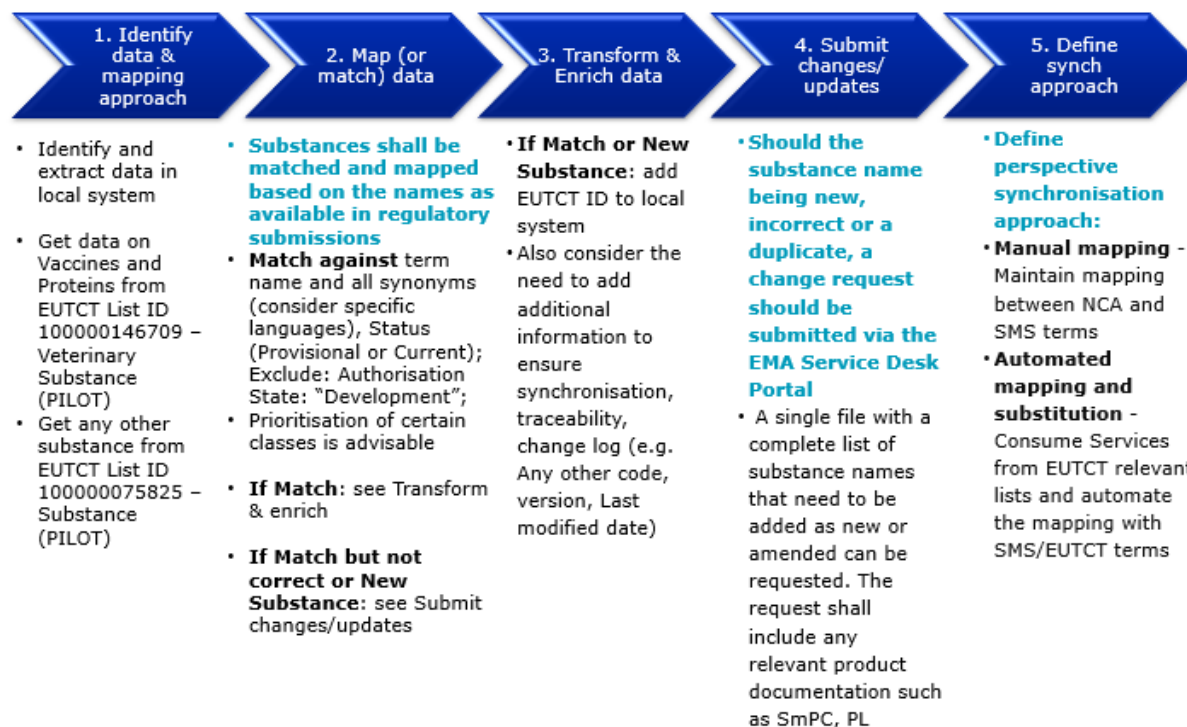 1. Identify
data &
mapping
approach
2. Map (or
match) data
3. Transform &
Enrich data
4. Submit
changes/
updates
5. Define
synch
approach
• Identify and
extract data in
local system
• Get data on
Vaccines and
Proteins from
EUTCT List ID
100000146709 –
Veterinary
Substance
(PILOT)
• Get any other
substance from
EUTCT List ID
100000075825 –
Substance
(PILOT)
• Substances shall be
matched and mapped
based on the names as
available in regulatory
submissions
• Match against term
name and all synonyms
(consider specific
languages), Status
(Provisional or Current);
Exclude: Authorisation
State: “Development”;
• Prioritisation of certain
classes is advisable
• If Match: see Transform
& enrich
• If Match but not
correct or New
Substance: see Submit
changes/updates
• If Match or New
Substance: add
EUTCT ID to local
system
• Also consider the
need to add
additional
information to
ensure
synchronisation,
traceability,
change log (e.g.
Any other code,
version, Last
modified date)
• Should the
substance name
being new,
incorrect or a
duplicate, a
change request
should be
submitted via the
EMA Service Desk
Portal
• A single file with a
complete list of
substance names
that need to be
added as new or
amended can be
requested. The
request shall
include any
relevant product
documentation such
as SmPC, PL
• Define
perspective
synchronisation
approach:
• Manual mapping -
Maintain mapping
between NCA and
SMS terms
• Automated
mapping and
substitution -
Consume Services
from EUTCT relevant
lists and automate
the mapping with
SMS/EUTCT terms